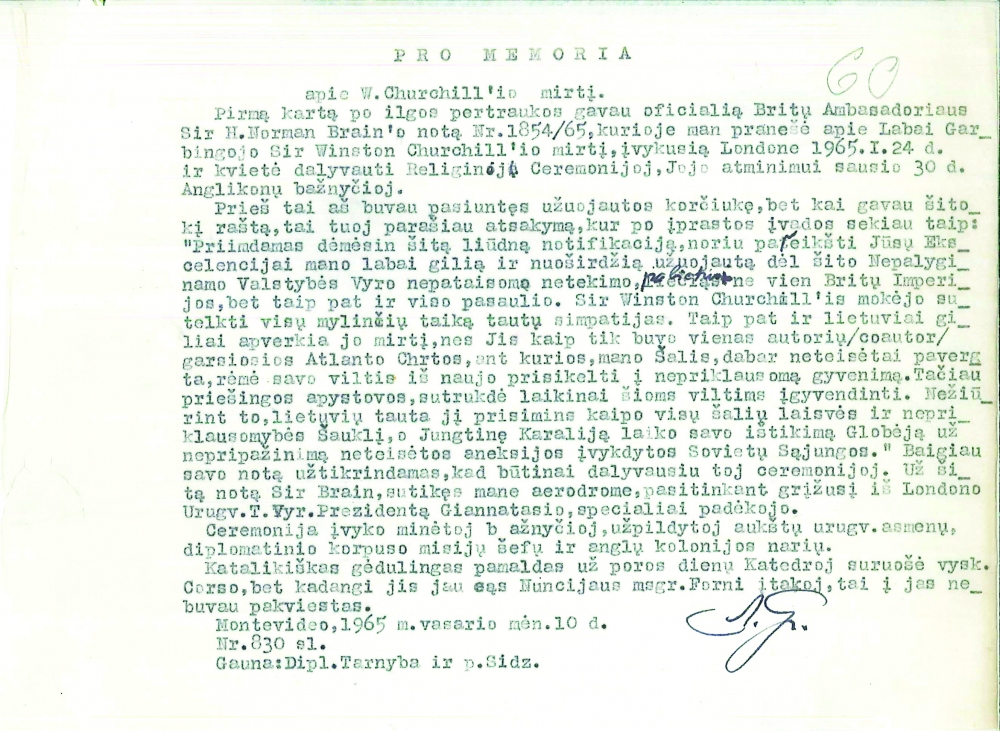 PRO MEMORIA
60
apie W.Churchill'io mirtį.
Pirmą kartą po ilgos pertraukos gavau oficialią Britų Ambasadoriaus
Sir H.Norman Brain'o notą Nr.1854/65,kurioje man pranešė apie Labai Gar_
bingojo Sir Winston Churchill'io mirtį,įvykusią Londone 1965.I.24 d.
ir kvietė dalyvauti Religinėj Ceremonijoj,Jojo atminimui sausio 30 d.
Anglikonų bažnyčioj.
Prieš tai aš buvau pasiuntęs užuojautos korčiukę,bet kai gavau šito_
kį raštą,tai tuoj parašiau atsakymą,kur po įprastos įvados sekiau taip:
"Priimdamas dėmėsin šitą liūdną notifikaciją,noriu pateikšti Jūsų Eks_
celencijai mano labai gilią ir nuoširdžią užuojautą dėl šito Nepalygi_
namo Valstybės Vyro nepataisomo netekimo, ne vien Britų Imperi_
jos,bet taip pat ir viso pasaulio. Sir Winston Churchill'is mokėjo su_
telkti visų mylinčių taiką tautų simpatijas. Taip pat ir lietuviai gi_
liai apverkia jo mirtį,nes Jis kaip tik buvo vienas autorių/coautor/
garsiosios Atlanto Chrtos,ant kurios,mano Šalis,dabar neteisėtai paverg
ta,rėmė savo viltis iš naujo prisikelti į nepriklausomą gyvenimą.Tačiau
priešingos apystovos,sutrukdė laikinai šioms viltims įgyvendinti. Nežiū_
rint to,lietuvių tauta jį prisimins kaipo visų šalių laisvės ir nepri_
klausomybės Šauklį,o Jungtinę Karaliją laiko savo ištikimą Globėją už
nepripažinimą neteisėtos aneksijos įvykdytos Sovietų Sąjungos." Baigiau
savo notą užtikrindamas,kad būtinai dalyvausiu toj ceremonijoj. Už ši_
tą notą Sir Brain,sutikęs mane aerodrome,pasitinkant grįžusį iš Londono
Urugv.T.Vyr.Prezidentą Giannatasio,specialiai padėkojo.
Ceremonija įvyko minėtoj b ažnyčioj,užpildytoj aukštų urugv.asmenų,
diplomatinio korpuso misijų šefų ir anglų kolonijos narių.
Katalikiškas gėdulingas pamaldas už poros dienų Katedroj suruošė vysk.
Corso,bet kadangi jis jau esąs Nuncijaus msgr.Forni įtakoj,tai į jas ne_
buvau pakviestas.
Montevideo,1965 m.vasario mėn.10 d.
Nr.830 sl.
Gauna:Dipl.Tarnyba ir p.Sidz.